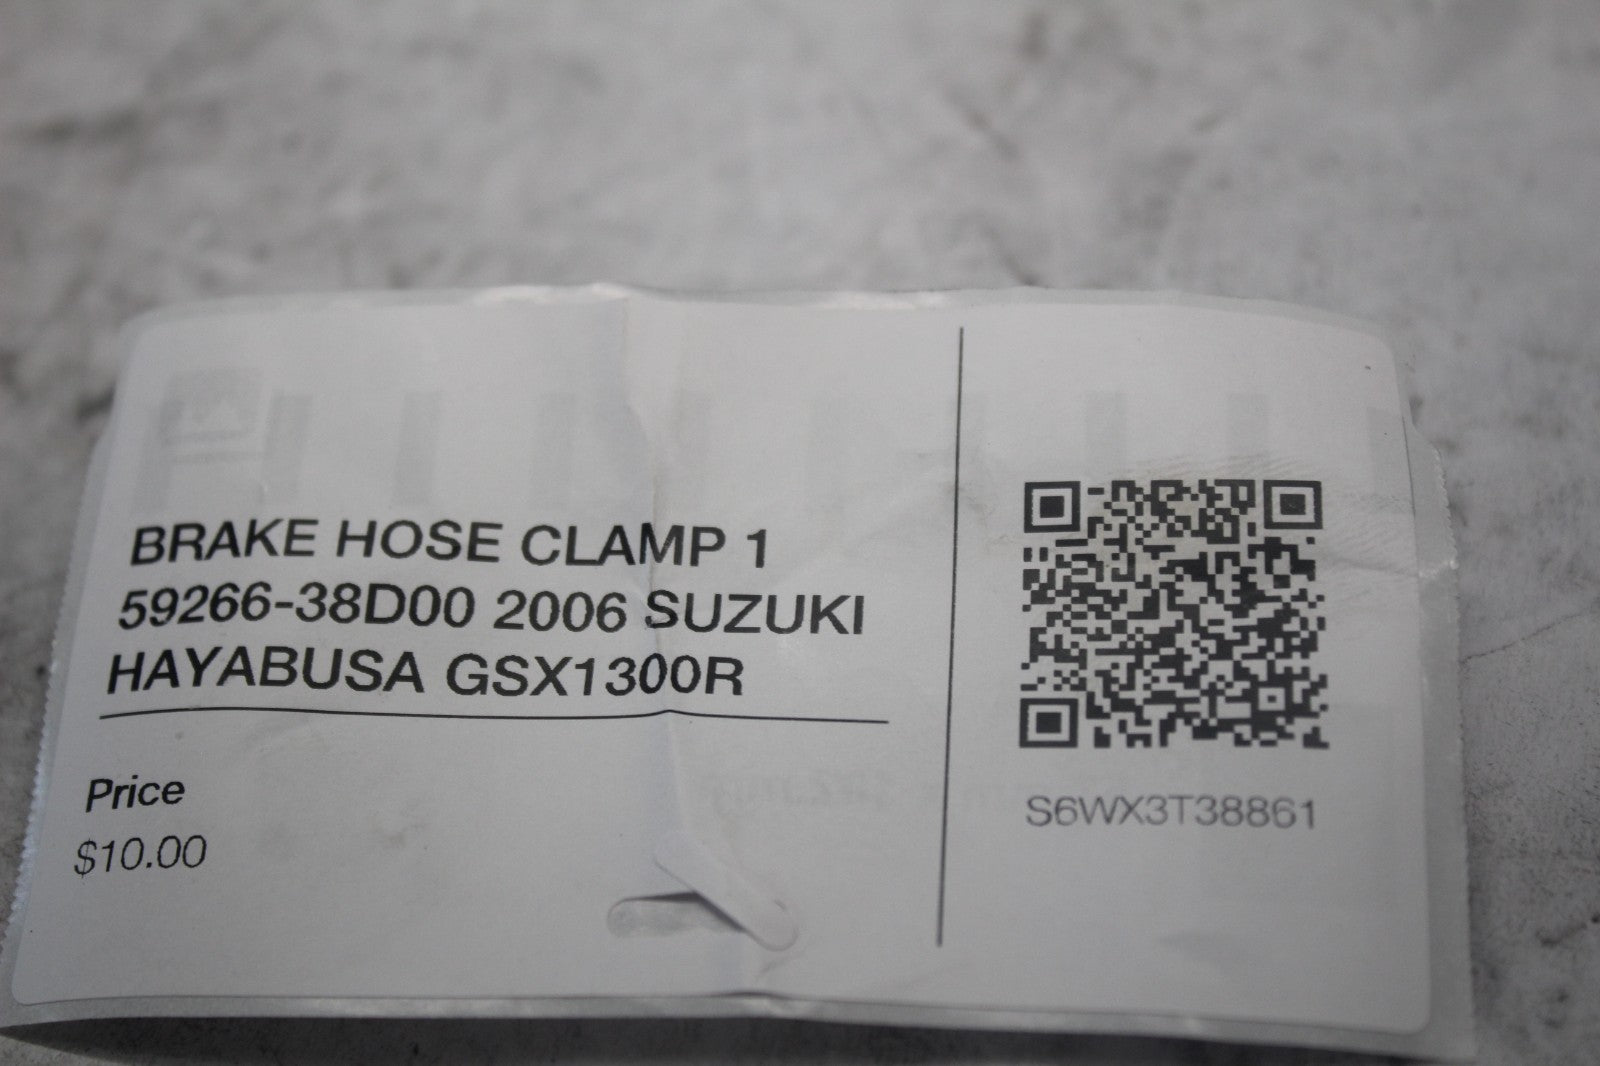 BRAKE HOSE CLAMP 1
59266-38D00 2006 SUZUKI
HAYABUSA GSX1300R
Price
$10.00
S6WX3T38861